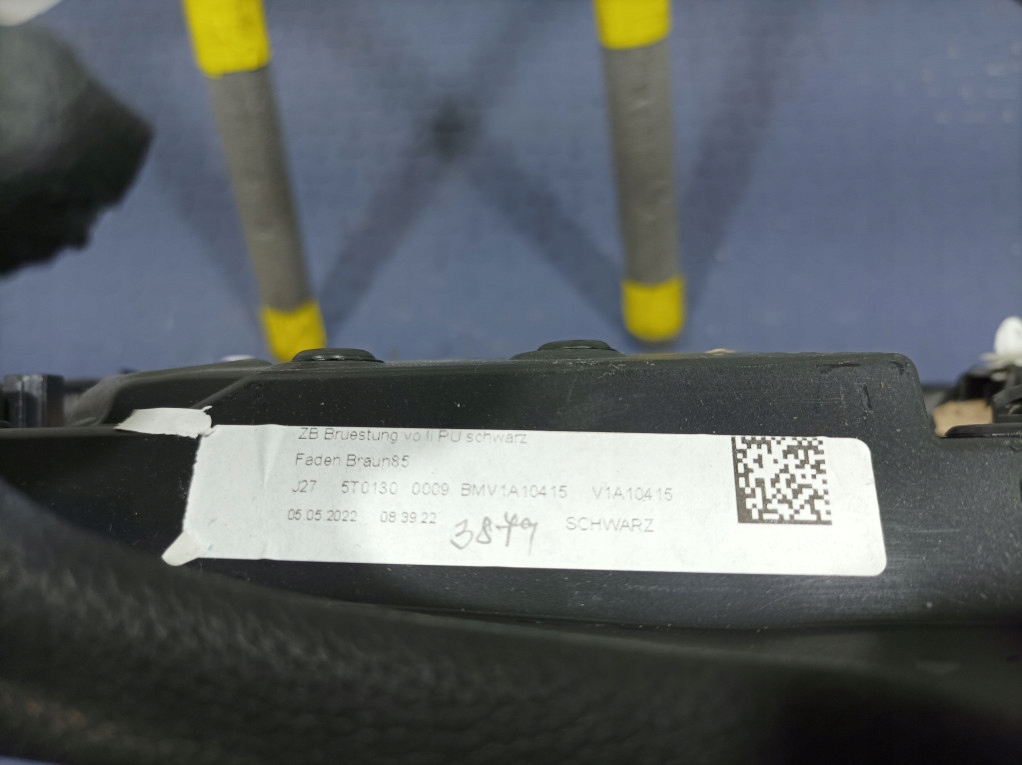 ZB Bruestung vo li PU schwarz
Faden Braun85
J27 5T0130 0009 BMV1A10415 V1A10415
05.05.2022 08:39:22 3879 SCHWARZ